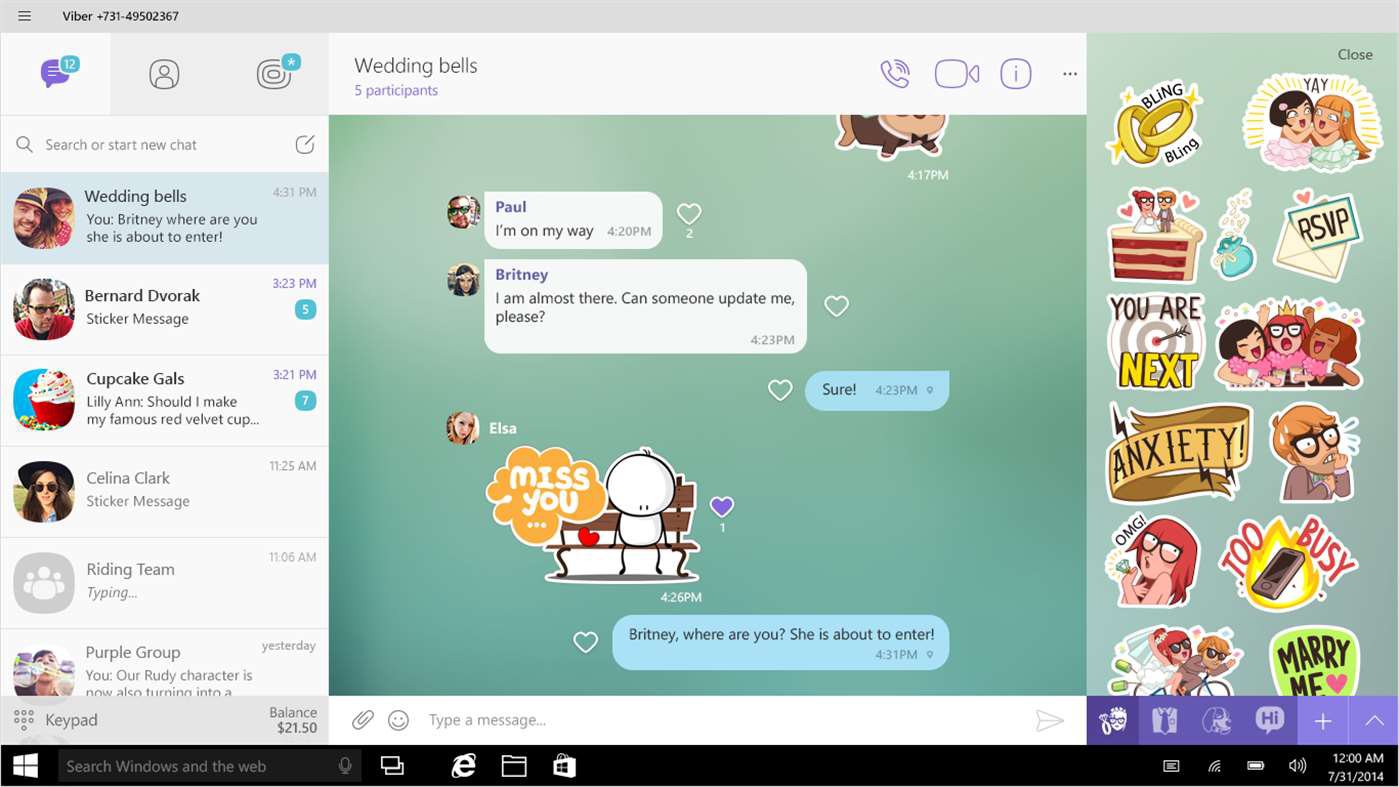 Viber +731-49502367
12
*
Search or start new chat
Wedding bells
4:31 PM
You: Britney where are you
she is about to enter!
Bernard Dvorak
3:23 PM
Sticker Message
5
Cupcake Gals
3:21 PM
Lilly Ann: Should I make
my famous red velvet cup...
7
Celina Clark
11:25 AM
Sticker Message
Riding Team
11:06 AM
Typing...
Purple Group
yesterday
You: Our Rudy character is
now also turning into a
Keypad
Balance
$21.50
Wedding bells
5 participants
4:17PM
Paul
I'm on my way 4:20PM
2
Britney
I am almost there. Can someone update me,
please?
4:23PM
Sure! 4:23PM
Elsa
MISS
YOU
...
1
4:26PM
Britney, where are you? She is about to enter!
4:31PM
Type a message...
Close
BLiNG
BLing
YAY
RSVP
YOU ARE
NEXT
ANXIETY!
OMG!
TOO BUSY
MARRY
ME
Hi
Search Windows and the web
12:00 AM
7/31/2014